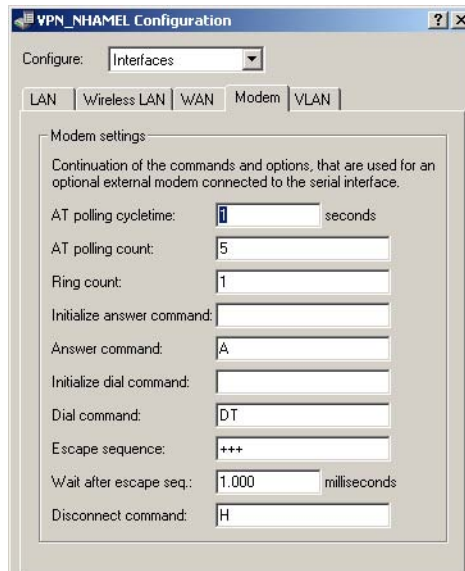 VPN_NHAMEL Configuration
Configure: Interfaces
LAN Wireless LAN WAN Modem VLAN
Modem settings
Continuation of the commands and options, that are used for an
optional external modem connected to the serial interface.
AT polling cycletime: 1 seconds
AT polling count: 5
Ring count: 1
Initialize answer command:
Answer command: A
Initialize dial command:
Dial command: DT
Escape sequence: +++
Wait after escape seq.: 1.000 milliseconds
Disconnect command: H